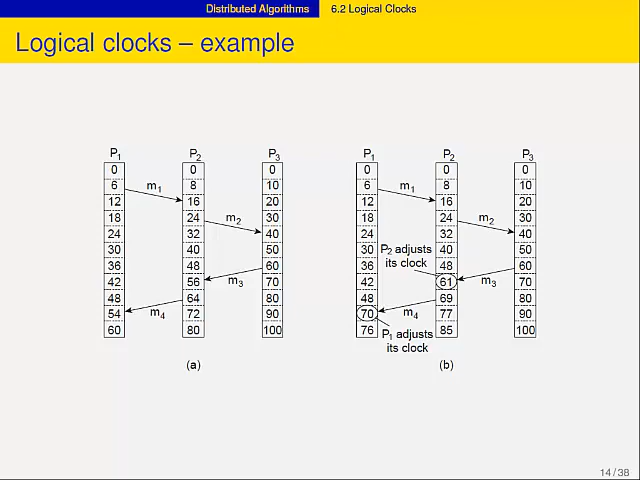 Distributed Algorithms 6.2 Logical Clocks
Logical clocks – example
P1 P2 P3 P1 P2 P3
0 0 0 0 0 0
6 8 10 6 8 10
m1 m1
12 16 20 12 16 20
18 24 30 18 24 30
m2 m2
24 32 40 24 32 40
30 40 50 30 P2 adjusts 40 50
36 48 60 36 its clock 48 60
42 56 70 42 61 70
m3 m3
48 64 80 48 69 80
54 72 90 70 77 90
m4 m4
60 80 100 76 85 100
P1 adjusts
its clock
(a) (b)
14 / 38